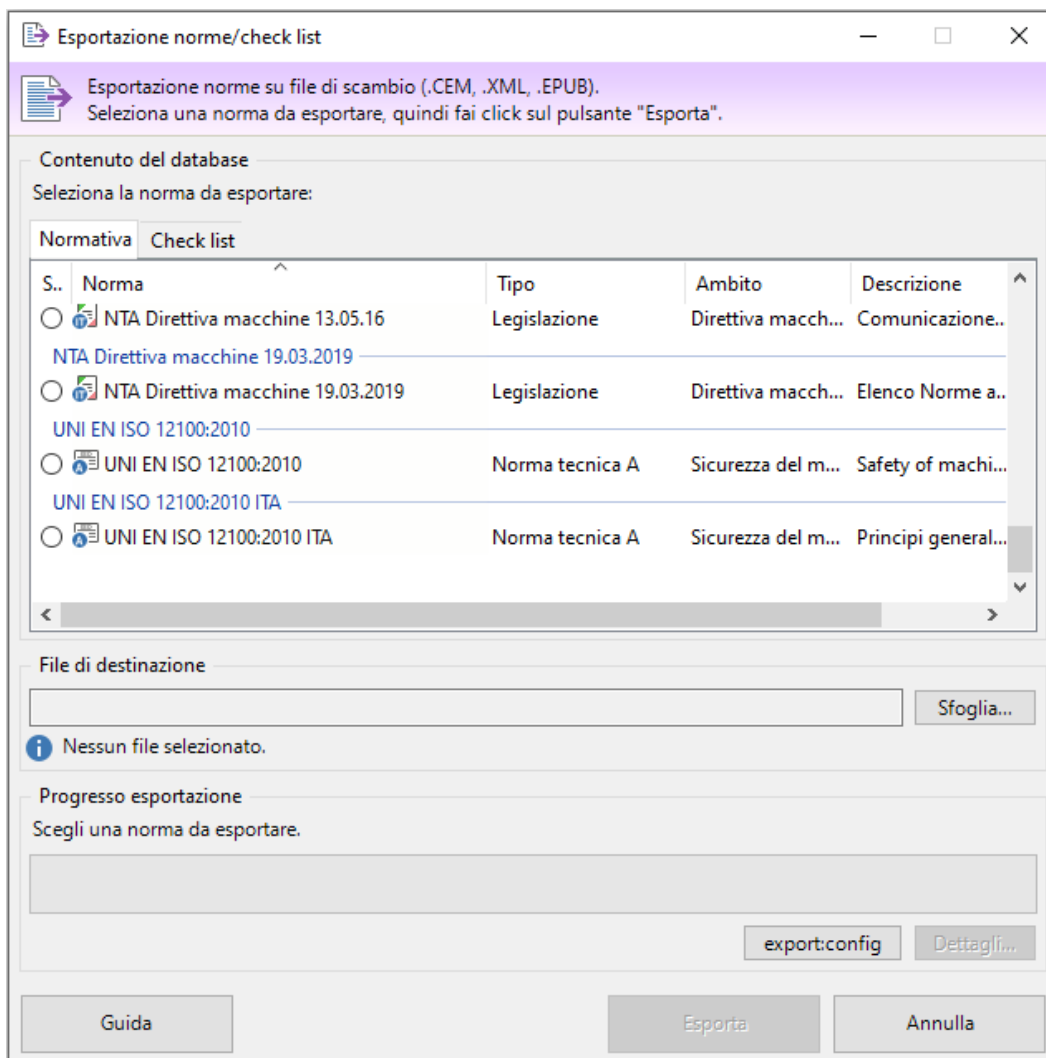 Esportazione norme/check list
Esportazione norme su file di scambio (.CEM, .XML, .EPUB).
Seleziona una norma da esportare, quindi fai click sul pulsante "Esporta".
Contenuto del database
Seleziona la norma da esportare:
Normativa Check list
S.. Norma Tipo Ambito Descrizione
NTA Direttiva macchine 13.05.16 Legislazione Direttiva macch... Comunicazione..
NTA Direttiva macchine 19.03.2019
NTA Direttiva macchine 19.03.2019 Legislazione Direttiva macch... Elenco Norme a..
UNI EN ISO 12100:2010
UNI EN ISO 12100:2010 Norma tecnica A Sicurezza del m... Safety of machi...
UNI EN ISO 12100:2010 ITA
UNI EN ISO 12100:2010 ITA Norma tecnica A Sicurezza del m... Principi general...
File di destinazione
Sfoglia...
Nessun file selezionato.
Progresso esportazione
Scegli una norma da esportare.
export:config Dettagli...
Guida Esporta Annulla